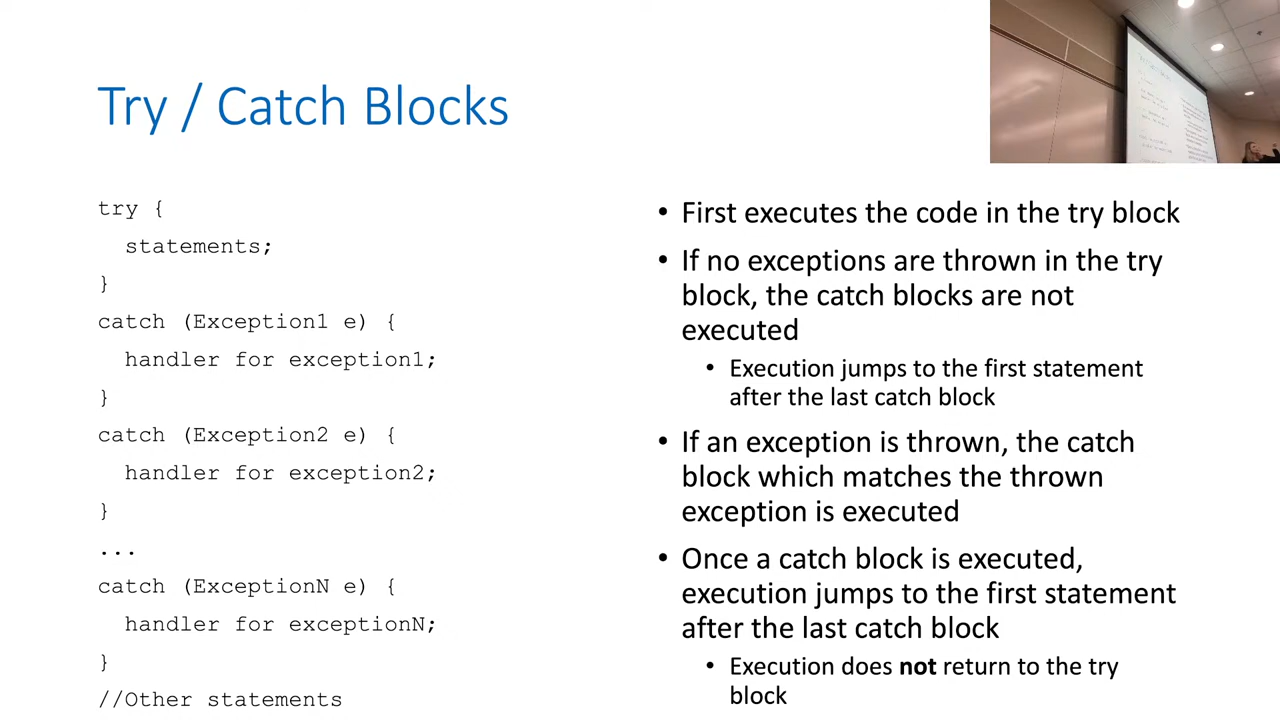 Try / Catch Blocks
try {
statements;
}
catch (Exception1 e) {
handler for exception1;
}
catch (Exception2 e) {
handler for exception2;
}
...
catch (ExceptionN e) {
handler for exceptionN;
}
//Other statements
• First executes the code in the try block
• If no exceptions are thrown in the try
block, the catch blocks are not
executed
• Execution jumps to the first statement
after the last catch block
• If an exception is thrown, the catch
block which matches the thrown
exception is executed
• Once a catch block is executed,
execution jumps to the first statement
after the last catch block
• Execution does not return to the try
block